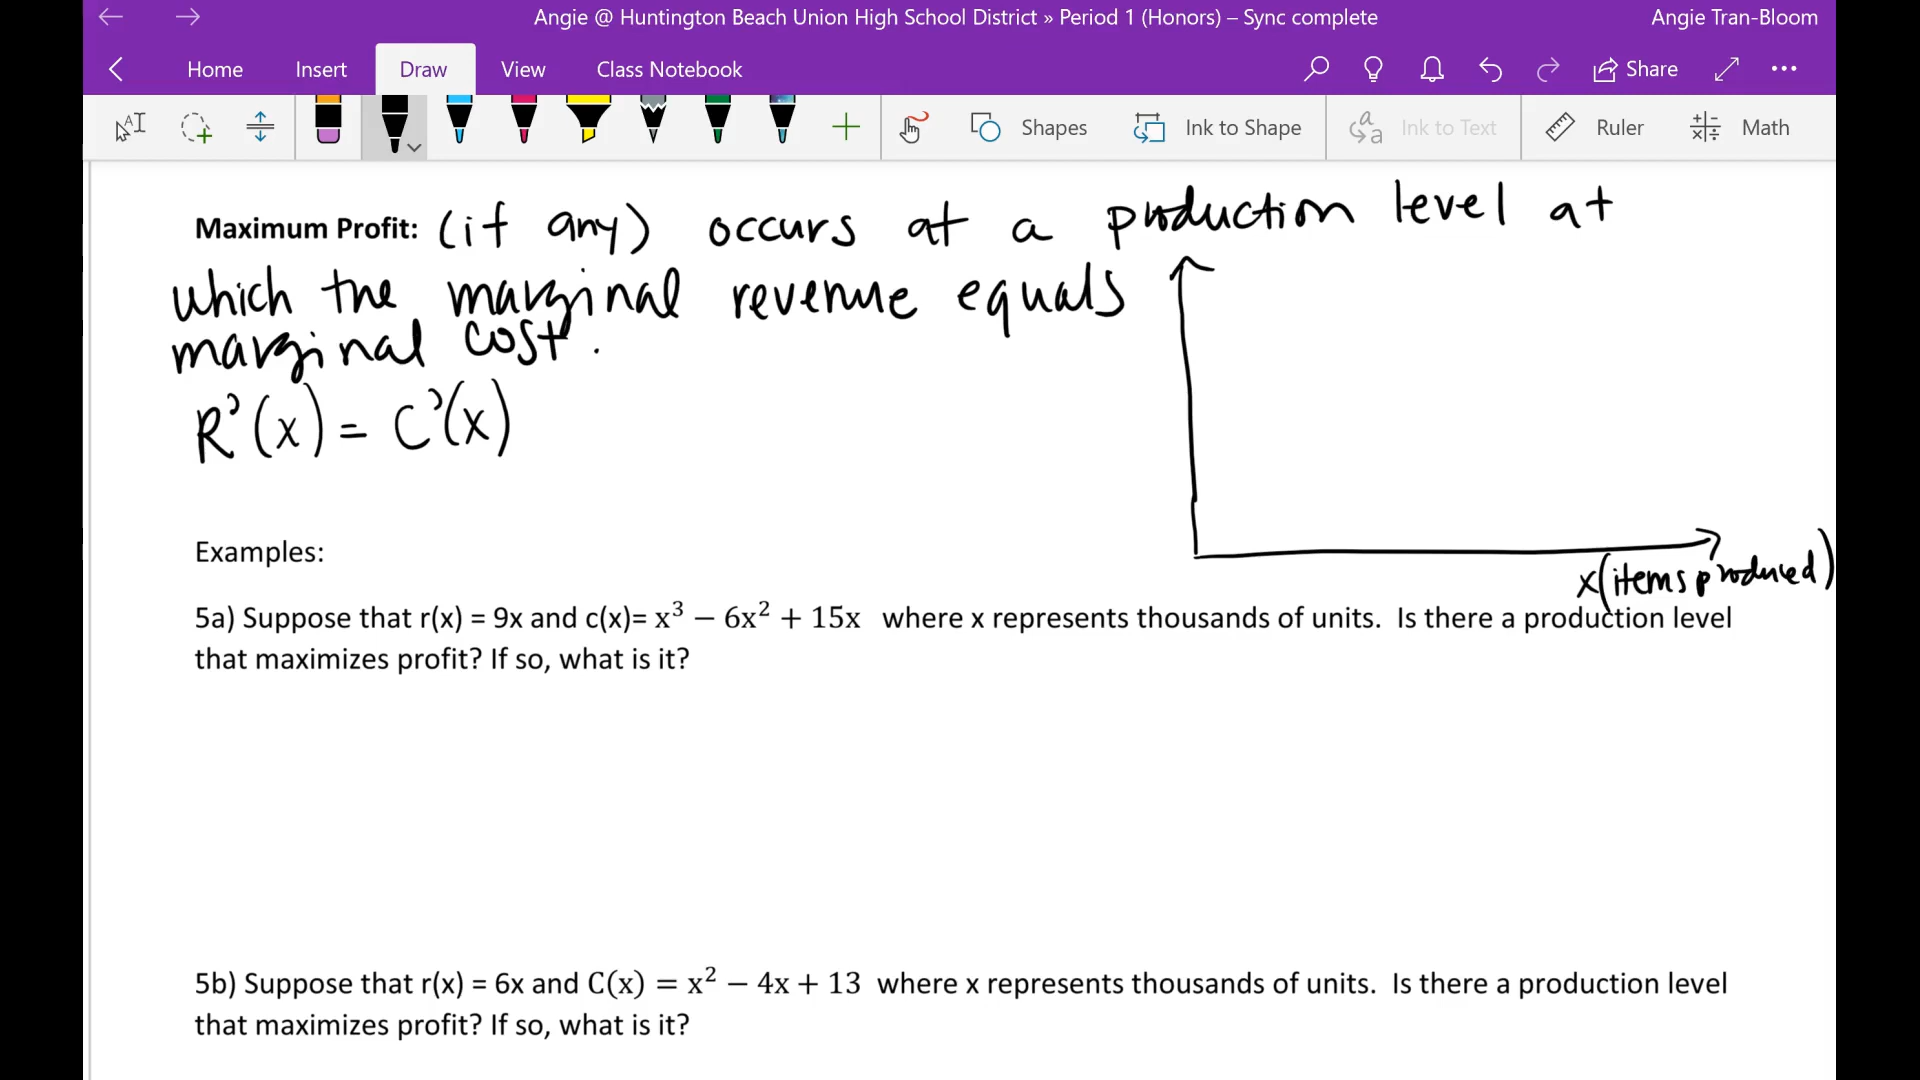 Angie @ Huntington Beach Union High School District » Period 1 (Honors) – Sync complete
Angie Tran-Bloom
Home Insert Draw View Class Notebook
Share
Shapes Ink to Shape Ink to Text Ruler Math
Maximum Profit: (if any) occurs at a production level at
which the marginal revenue equals
marginal cost.
R'(x) = C'(x)
x(items produced)
Examples:
5a) Suppose that r(x) = 9x and c(x)= x³ − 6x² + 15x where x represents thousands of units. Is there a production level
that maximizes profit? If so, what is it?
5b) Suppose that r(x) = 6x and C(x) = x² − 4x + 13 where x represents thousands of units. Is there a production level
that maximizes profit? If so, what is it?